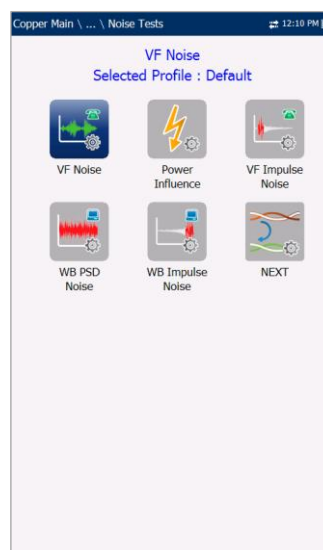 Copper Main \ ... \ Noise Tests
12:10 PM
VF Noise
Selected Profile : Default
VF Noise
Power
Influence
VF Impulse
Noise
WB PSD
Noise
WB Impulse
Noise
NEXT